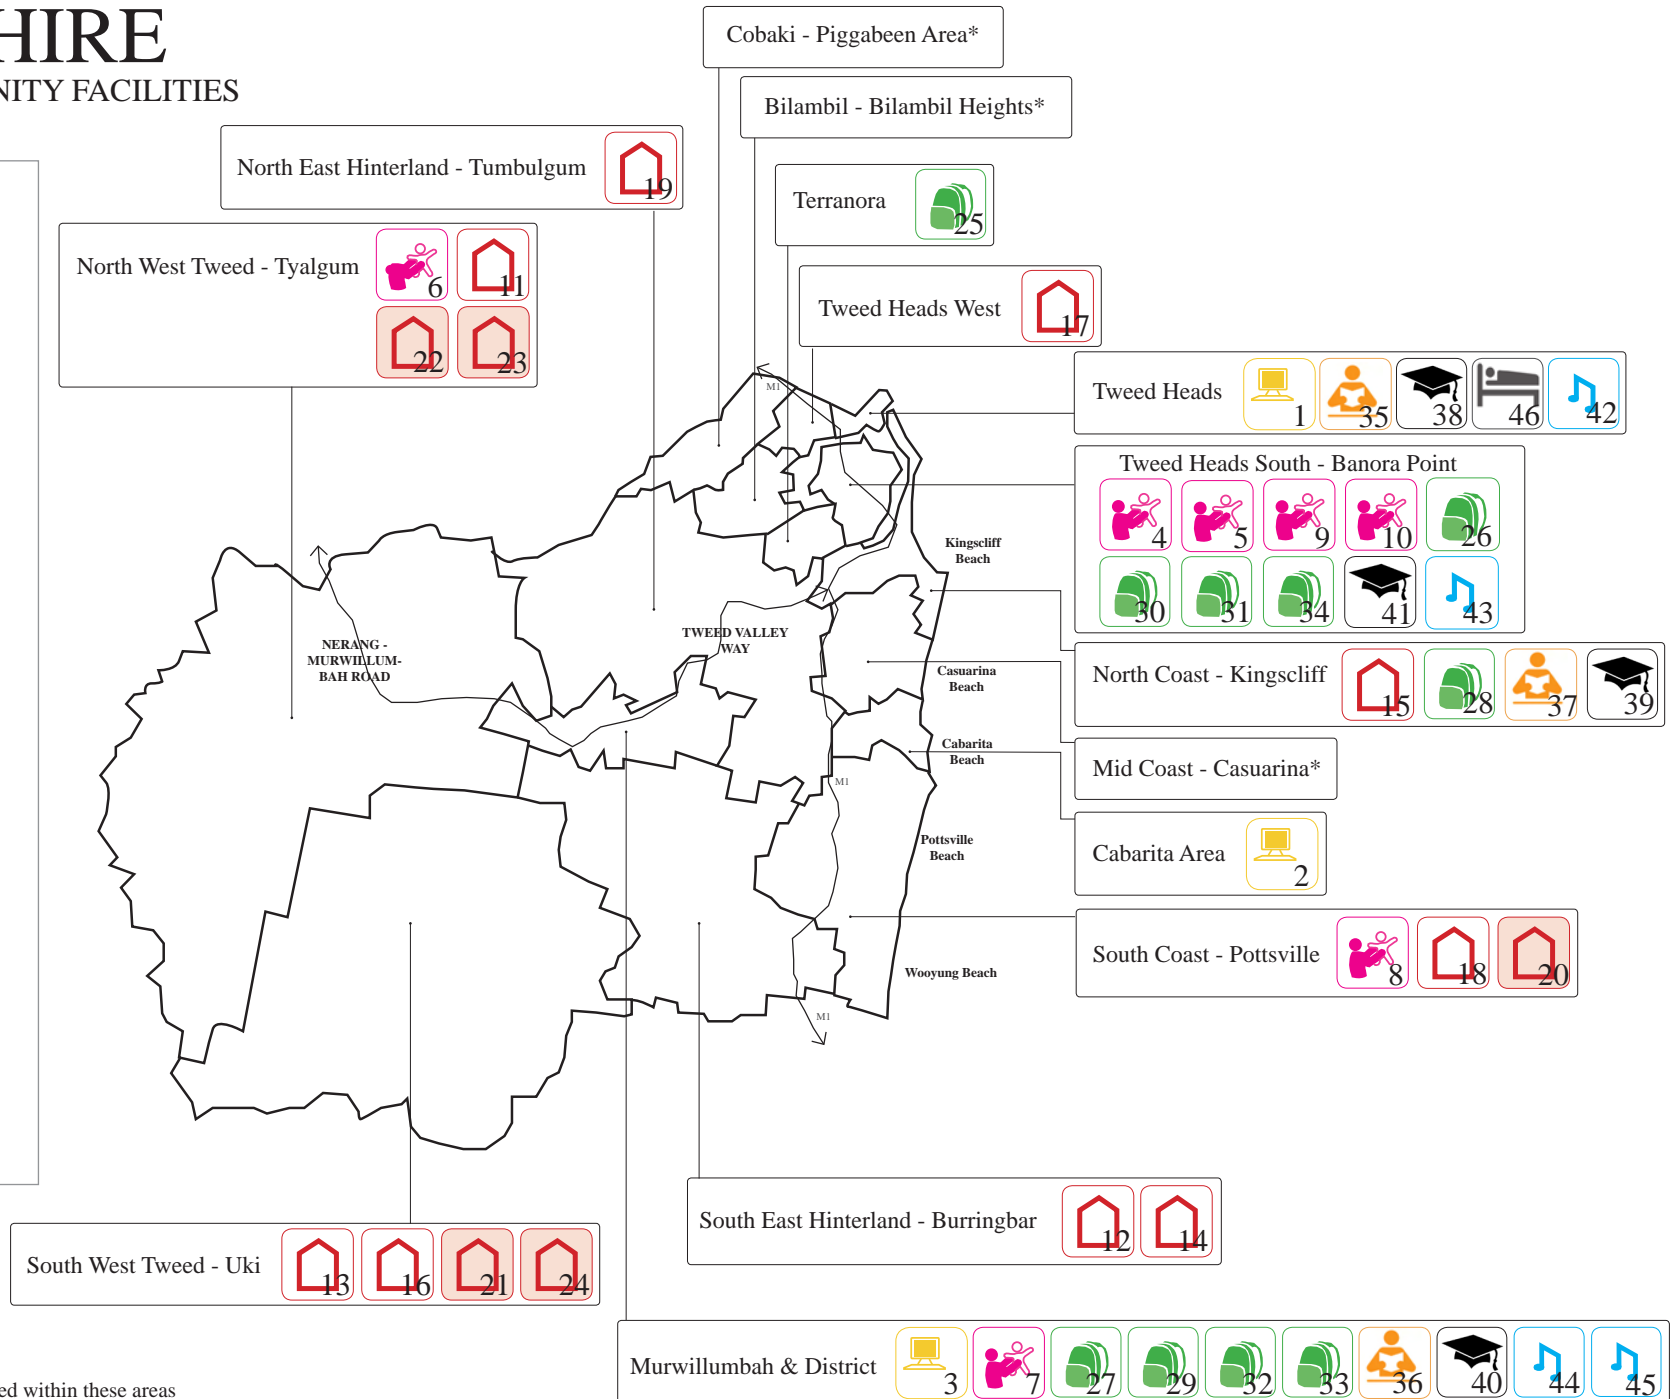 HIRE
NITY FACILITIES
Cobaki - Piggabeen Area*
Bilambil - Bilambil Heights*
North East Hinterland - Tumbulgum
19
Terranora
25
North West Tweed - Tyalgum
6
11
22
23
Tweed Heads West
17
Tweed Heads
1
35
38
46
42
Tweed Heads South - Banora Point
4
5
9
10
26
30
31
34
41
43
North Coast - Kingscliff
15
28
37
39
Mid Coast - Casuarina*
Cabarita Area
2
South Coast - Pottsville
8
18
20
M1
Kingscliff
Beach
NERANG -
MURWILLUM-
BAH ROAD
TWEED VALLEY
WAY
Casuarina
Beach
Cabarita
Beach
M1
Pottsville
Beach
Wooyung Beach
M1
South East Hinterland - Burringbar
12
14
South West Tweed - Uki
13
16
21
24
Murwillumbah & District
3
7
27
29
32
33
36
40
44
45
ed within these areas